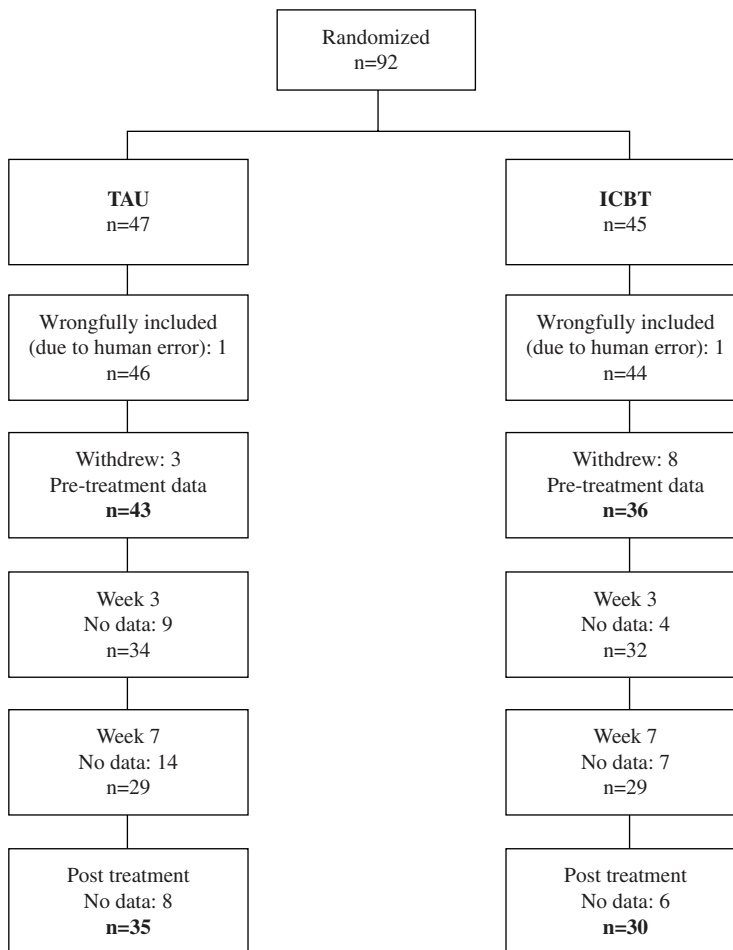 Randomized
n=92
TAU
n=47
ICBT
n=45
Wrongfully included
(due to human error): 1
n=46
Wrongfully included
(due to human error): 1
n=44
Withdrew: 3
Pre-treatment data
n=43
Withdrew: 8
Pre-treatment data
n=36
Week 3
No data: 9
n=34
Week 3
No data: 4
n=32
Week 7
No data: 14
n=29
Week 7
No data: 7
n=29
Post treatment
No data: 8
n=35
Post treatment
No data: 6
n=30